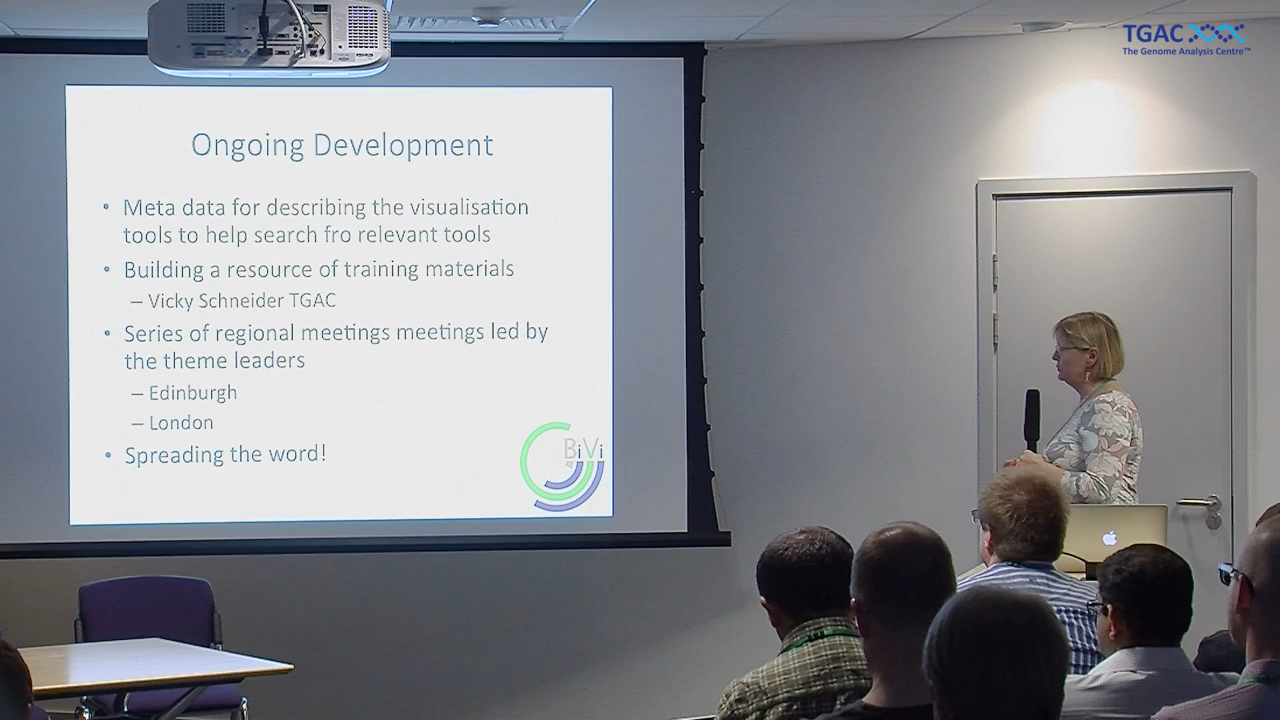 TGAC
The Genome Analysis Centre™
Ongoing Development
• Meta data for describing the visualisation
tools to help search fro relevant tools
• Building a resource of training materials
– Vicky Schneider TGAC
• Series of regional meetings meetings led by
the theme leaders
– Edinburgh
– London
• Spreading the word!
BiVi